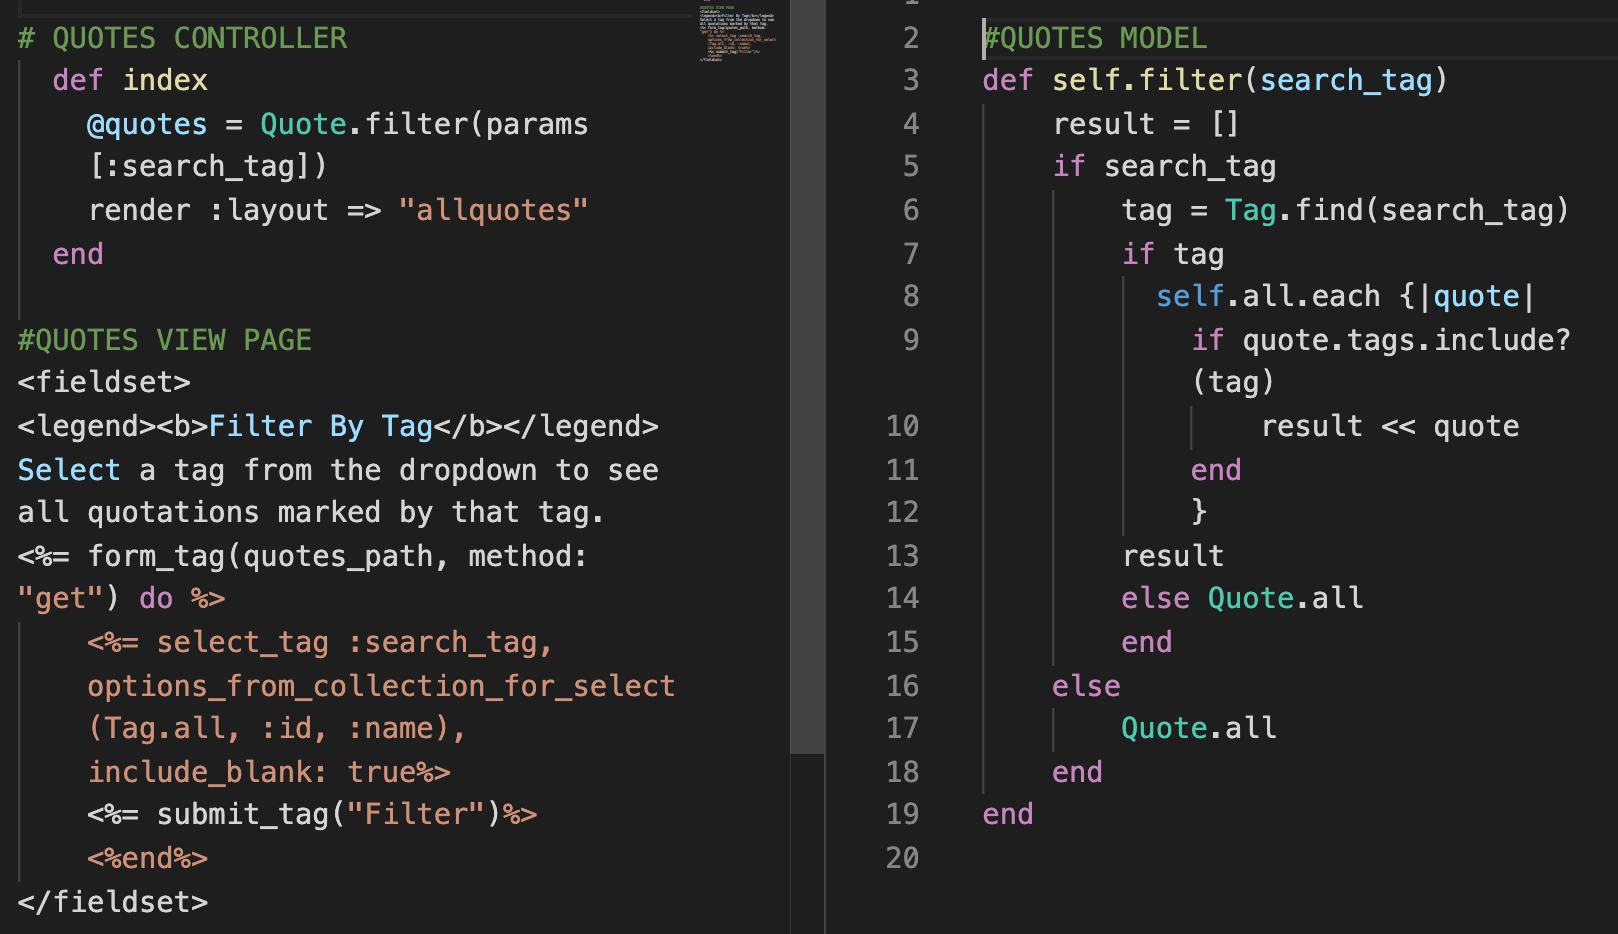 # QUOTES CONTROLLER
def index
@quotes = Quote.filter(params
[:search_tag])
render :layout => "allquotes"
end
#QUOTES VIEW PAGE
<fieldset>
<legend><b>Filter By Tag</b></legend>
Select a tag from the dropdown to see
all quotations marked by that tag.
<%= form_tag(quotes_path, method:
"get") do %>
<%= select_tag :search_tag,
options_from_collection_for_select
(Tag.all, :id, :name),
include_blank: true%>
<%= submit_tag("Filter")%>
<%end%>
</fieldset>
2 #QUOTES MODEL
3 def self.filter(search_tag)
4 result = []
5 if search_tag
6 tag = Tag.find(search_tag)
7 if tag
8 self.all.each {|quote|
9 if quote.tags.include?
(tag)
10 result << quote
11 end
12 }
13 result
14 else Quote.all
15 end
16 else
17 Quote.all
18 end
19 end
20